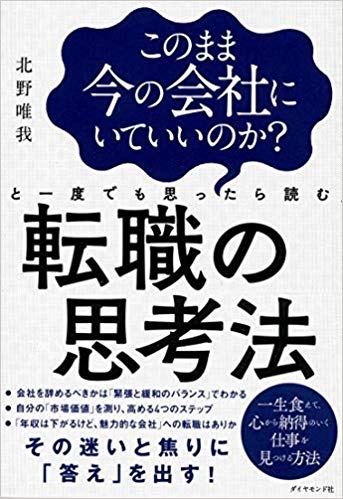 北野唯我
このまま
今の会社に
いていいのか?
と一度でも思ったら読む
転職の
思考法
● 会社を辞めるべきかは「緊張と緩和のバランス」でわかる
● 自分の「市場価値」を測り、高める4つのステップ
● 「年収は下がるけど、魅力的な会社」への転職はありか
その迷いと焦りに
「答え」を出す!
一生食えて、
心から納得のいく
仕事を
見つける方法
ダイヤモンド社